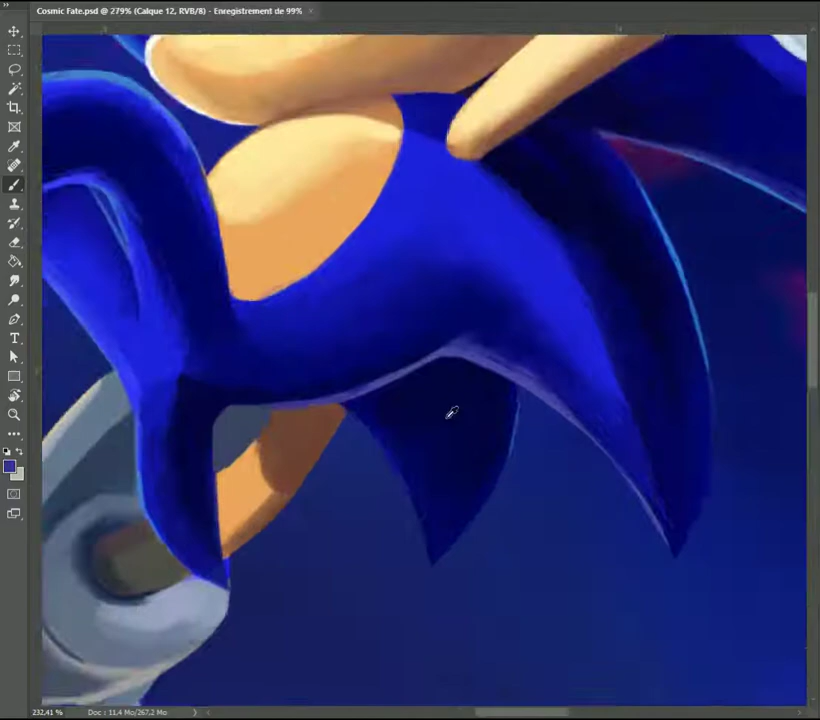 Cosmic Fate.psd @ 279% (Calque 12, RVB/8) - Enregistrement de 99% ×
T
232,41 % Doc : 11,4 Mo/267,2 Mo